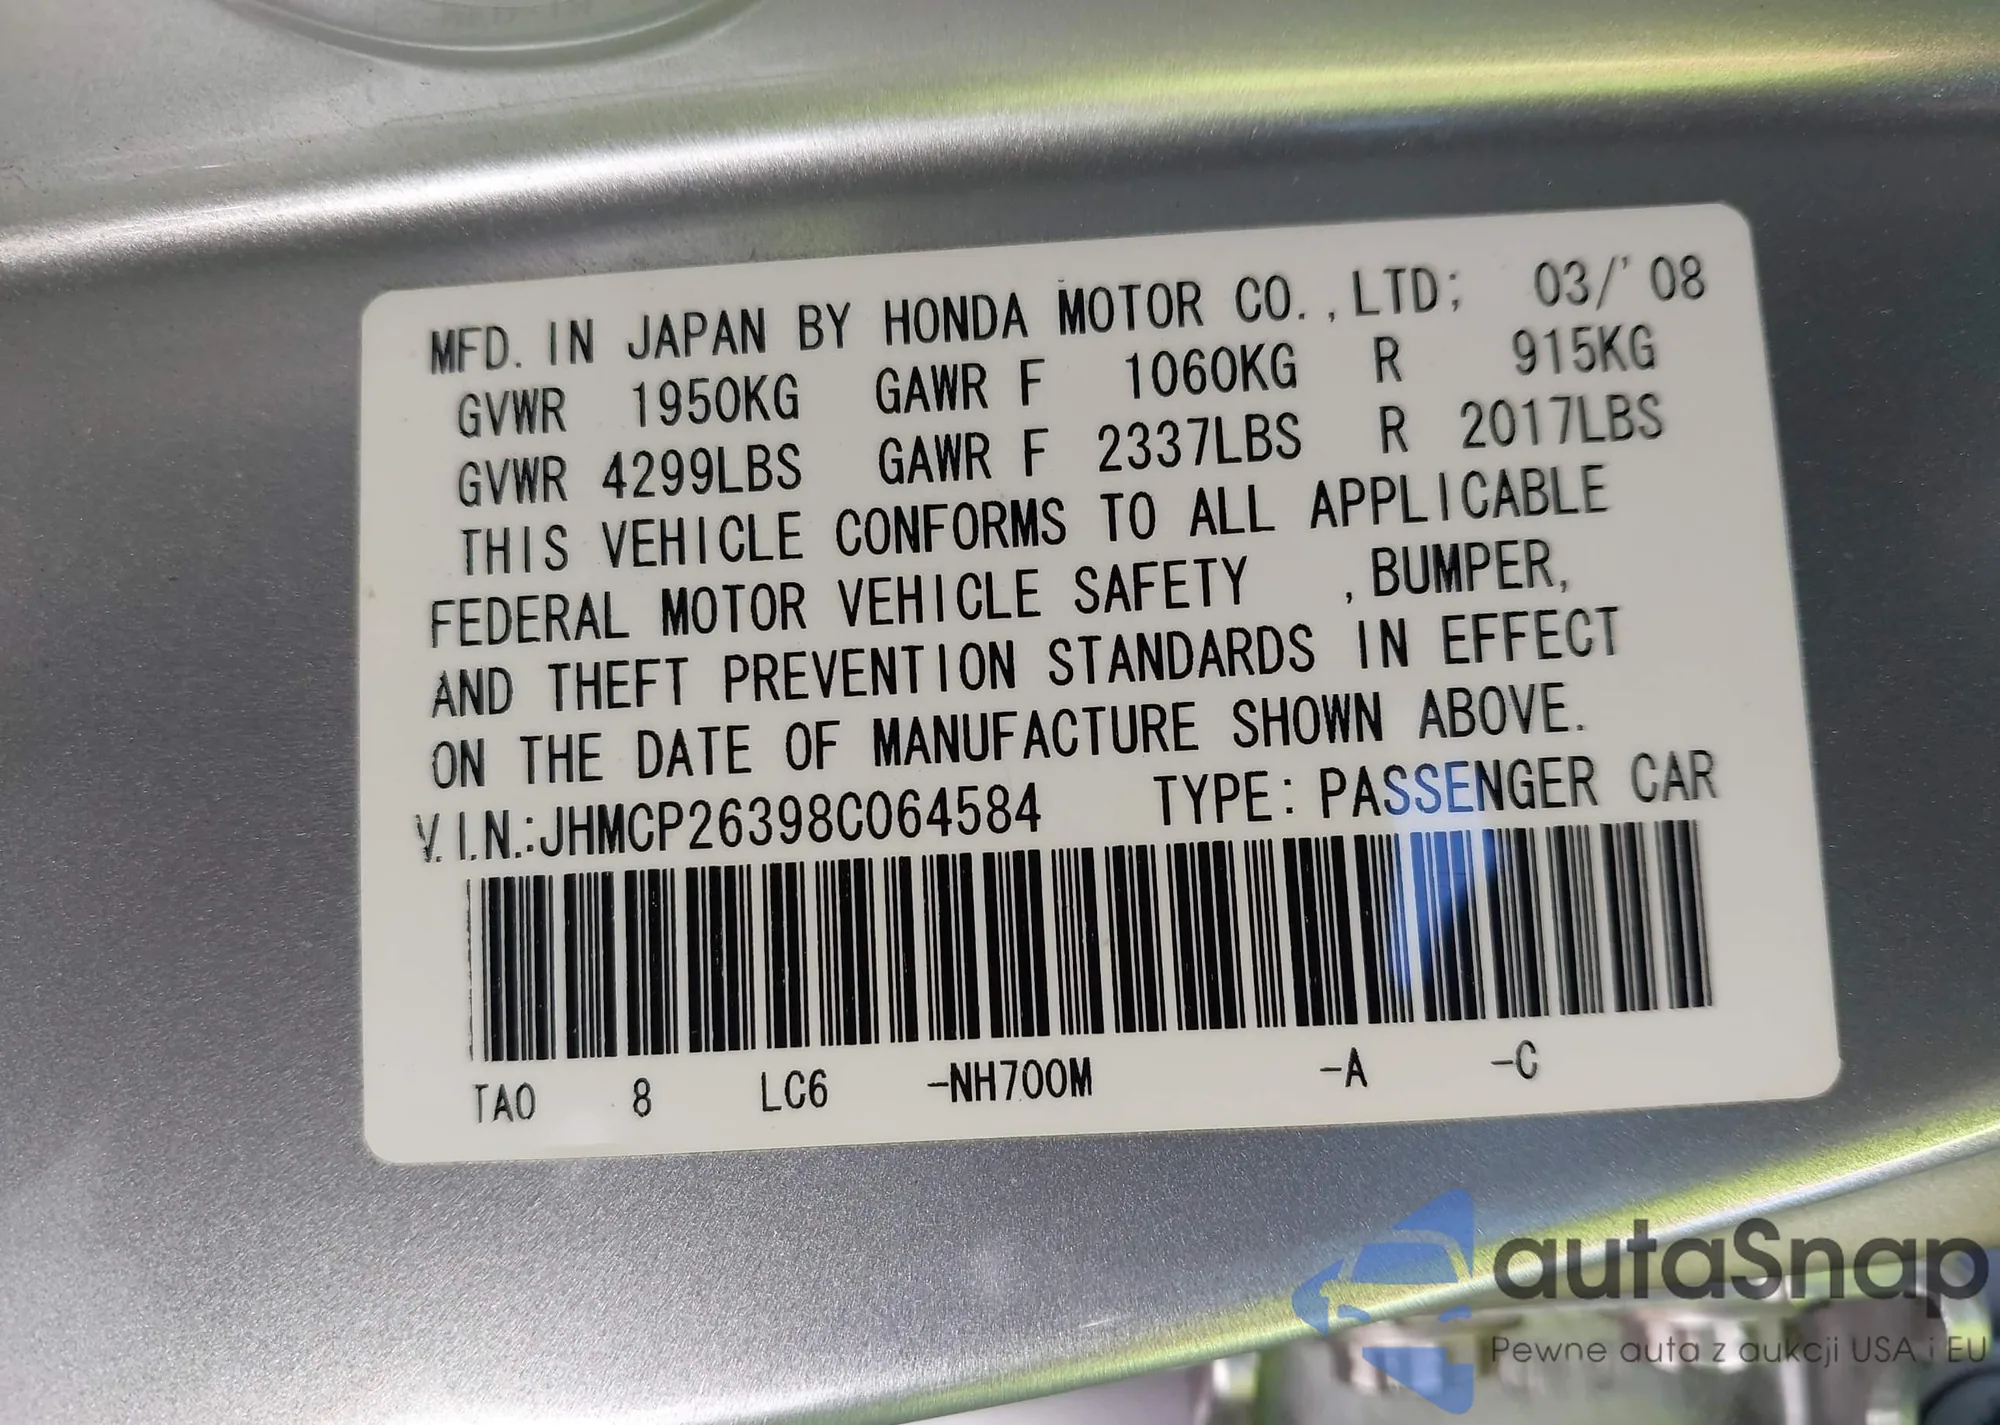 MFD. IN JAPAN BY HONDA MOTOR CO.,LTD; 03/'08
GVWR 1950KG GAWR F 1060KG R 915KG
GVWR 4299LBS GAWR F 2337LBS R 2017LBS
THIS VEHICLE CONFORMS TO ALL APPLICABLE
FEDERAL MOTOR VEHICLE SAFETY , BUMPER,
AND THEFT PREVENTION STANDARDS IN EFFECT
ON THE DATE OF MANUFACTURE SHOWN ABOVE.
V.I.N.:JHMCP26398C064584 TYPE: PASSENGER CAR
TA0 8 LC6 -NH700M -A -C
autaSnap
Pewne auta z aukcji USA i EU